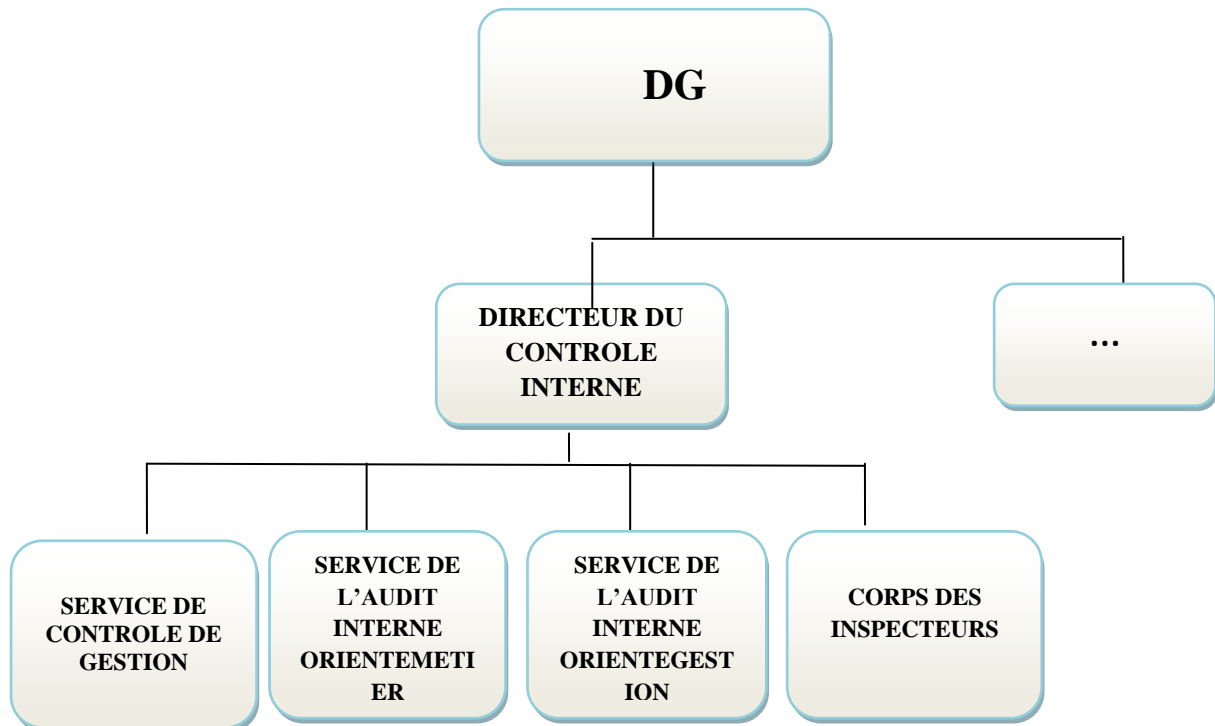 DG
DIRECTEUR DU
CONTROLE
INTERNE
...
SERVICE DE
CONTROLE DE
GESTION
SERVICE DE
L’AUDIT
INTERNE
ORIENTEMETI
ER
SERVICE DE
L’AUDIT
INTERNE
ORIENTEGEST
ION
CORPS DES
INSPECTEURS